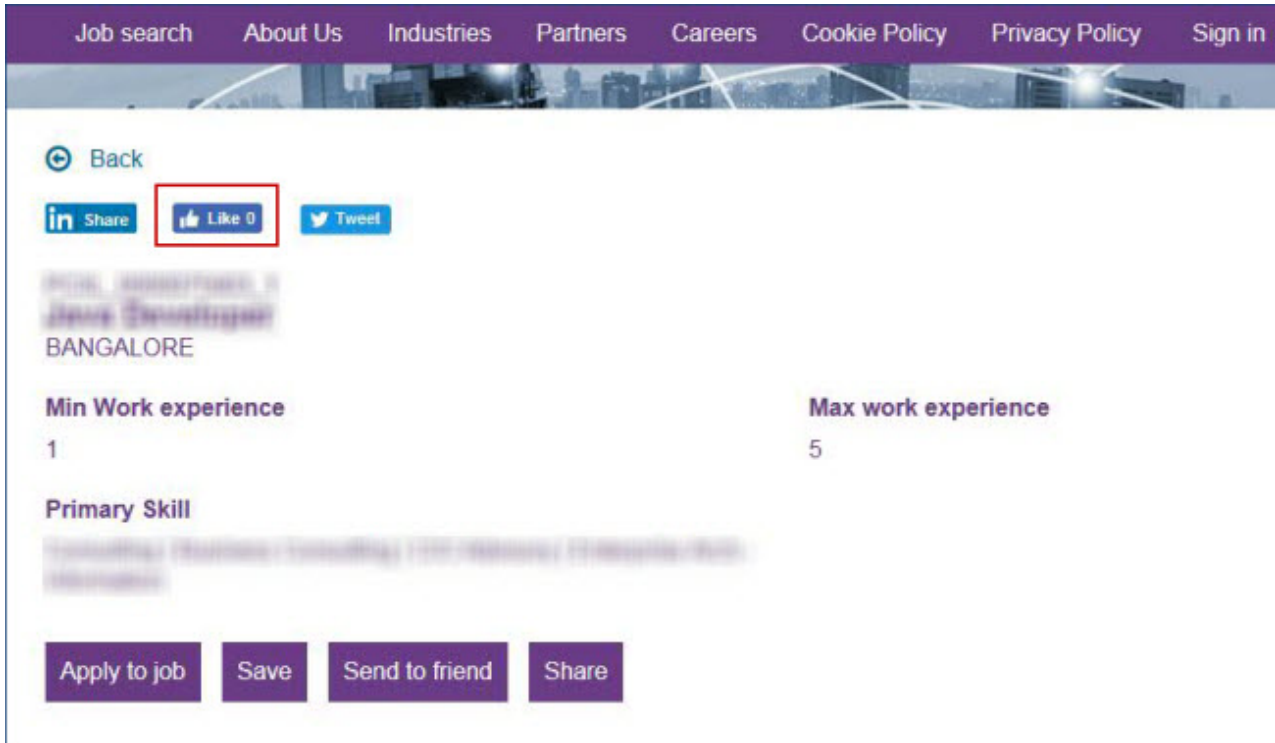 Job search About Us Industries Partners Careers Cookie Policy Privacy Policy Sign in
Back
in Share Like 0 Tweet
Java Developer
BANGALORE
Min Work experience Max work experience
1 5
Primary Skill
Apply to job Save Send to friend Share